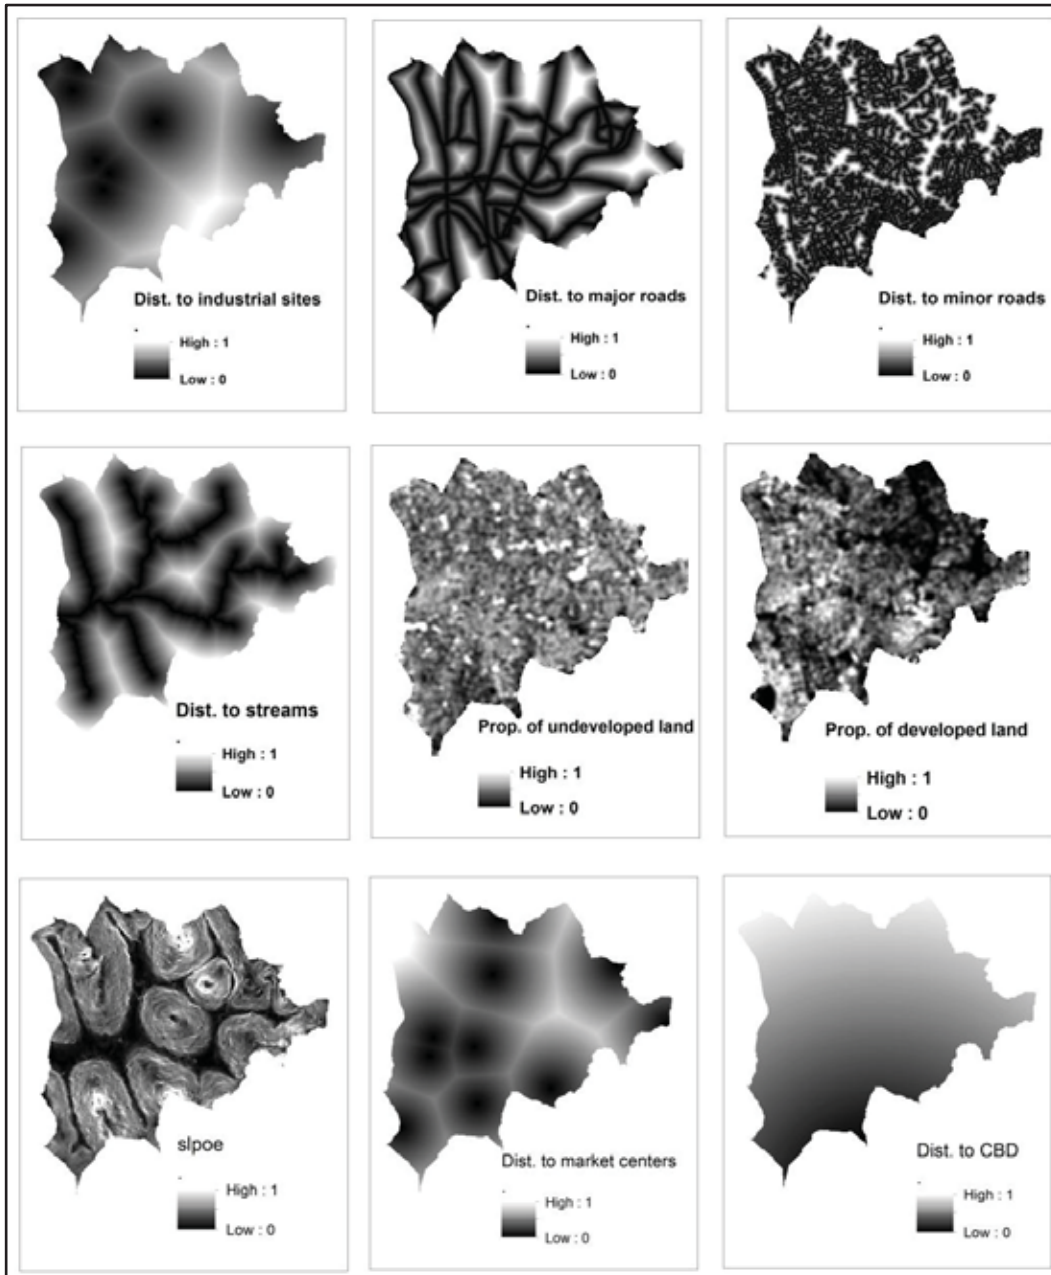 Dist. to industrial sites
High : 1
Low : 0
Dist. to major roads
High : 1
Low : 0
Dist. to minor roads
High : 1
Low : 0
Dist. to streams
High : 1
Low : 0
Prop. of undeveloped land
High : 1
Low : 0
Prop. of developed land
High : 1
Low : 0
slpoe
High : 1
Low : 0
Dist. to market centers
High : 1
Low : 0
Dist. to CBD
High : 1
Low : 0